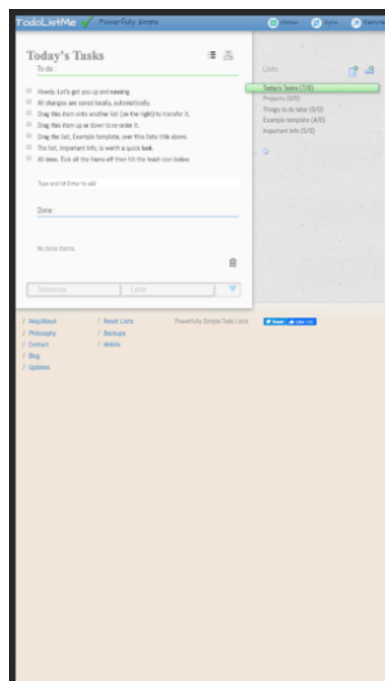 TodoListMe Powerfully Simple
Sync
Today's Tasks
To do :
Howdy. Let's get you up and running.
All changes are saved locally, automatically.
Drag this item onto another list (on the right) to transfer it.
Drag this item up or down to re-order it.
Drag the list, Example template, over this lists title above.
The list, Important Info, is worth a quick look.
All done. Tick all the items off then hit the trash icon below.
Type and hit Enter to add
Done :
No done items.
Tomorrow Later
Lists
Today's Tasks (7/0)
Projects (0/0)
Things to do later (3/0)
Example template (4/0)
Important Info (5/0)
/ Help/About
/ Philosophy
/ Contact
/ Blog
/ Updates
/ Reset Lists
/ Backups
/ Mobile
Powerfully Simple Todo Lists
Tweet Like